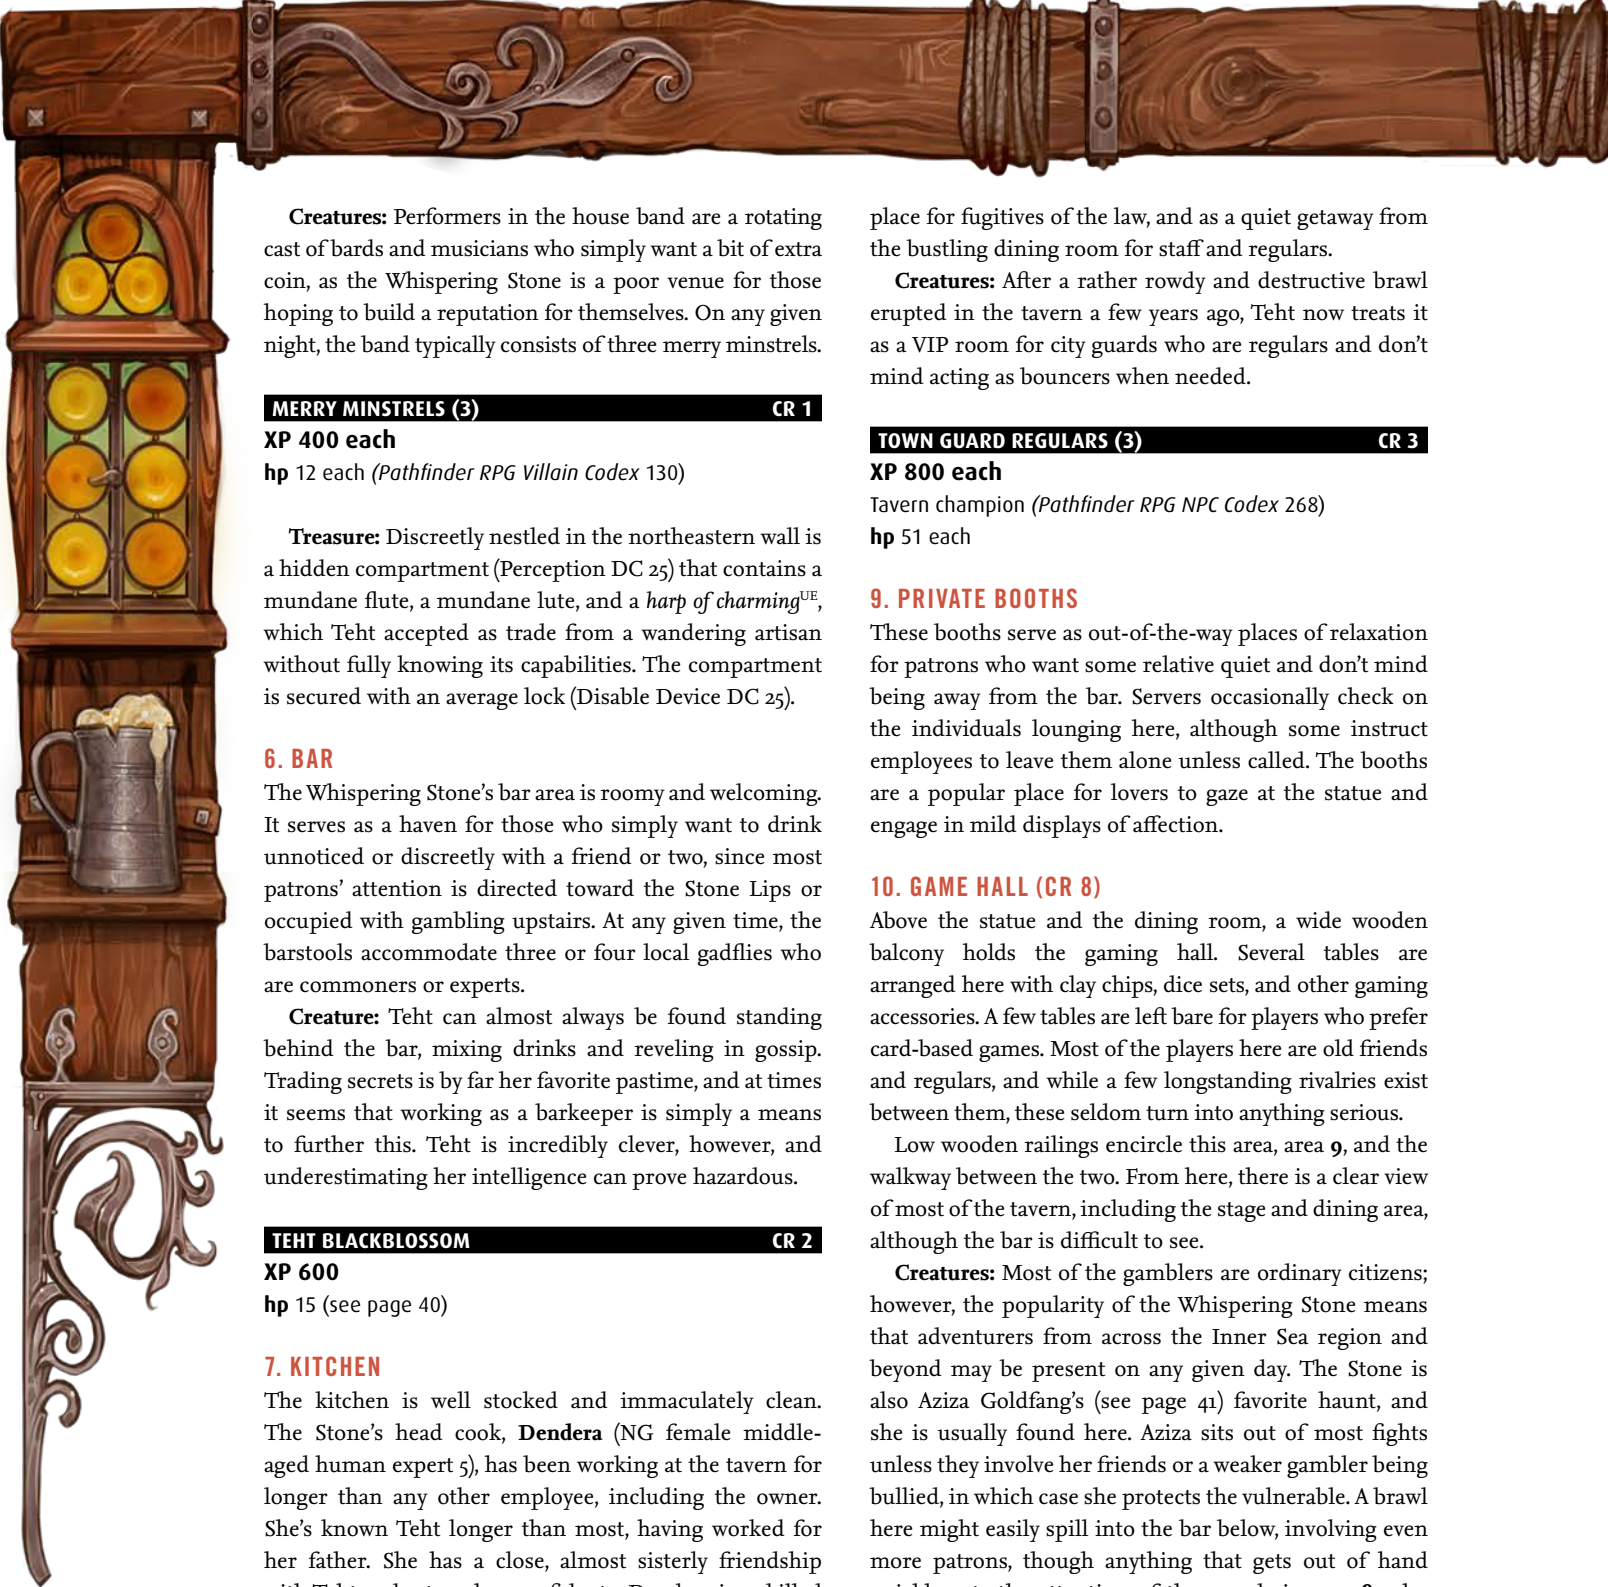 Creatures: Performers in the house band are a rotating
cast of bards and musicians who simply want a bit of extra
coin, as the Whispering Stone is a poor venue for those
hoping to build a reputation for themselves. On any given
night, the band typically consists of three merry minstrels.
MERRY MINSTRELS (3) CR 1
XP 400 each
hp 12 each (Pathfinder RPG Villain Codex 130)
Treasure: Discreetly nestled in the northeastern wall is
a hidden compartment (Perception DC 25) that contains a
mundane flute, a mundane lute, and a harp of charmingUE,
which Teht accepted as trade from a wandering artisan
without fully knowing its capabilities. The compartment
is secured with an average lock (Disable Device DC 25).
6. BAR
The Whispering Stone's bar area is roomy and welcoming.
It serves as a haven for those who simply want to drink
unnoticed or discreetly with a friend or two, since most
patrons' attention is directed toward the Stone Lips or
occupied with gambling upstairs. At any given time, the
barstools accommodate three or four local gadflies who
are commoners or experts.
Creature: Teht can almost always be found standing
behind the bar, mixing drinks and reveling in gossip.
Trading secrets is by far her favorite pastime, and at times
it seems that working as a barkeeper is simply a means
to further this. Teht is incredibly clever, however, and
underestimating her intelligence can prove hazardous.
TEHT BLACKBLOSSOM CR 2
XP 600
hp 15 (see page 40)
7. KITCHEN
The kitchen is well stocked and immaculately clean.
The Stone's head cook, Dendera (NG female middle-
aged human expert 5), has been working at the tavern for
longer than any other employee, including the owner.
She's known Teht longer than most, having worked for
her father. She has a close, almost sisterly friendship
place for fugitives of the law, and as a quiet getaway from
the bustling dining room for staff and regulars.
Creatures: After a rather rowdy and destructive brawl
erupted in the tavern a few years ago, Teht now treats it
as a VIP room for city guards who are regulars and don't
mind acting as bouncers when needed.
TOWN GUARD REGULARS (3) CR 3
XP 800 each
Tavern champion (Pathfinder RPG NPC Codex 268)
hp 51 each
9. PRIVATE BOOTHS
These booths serve as out-of-the-way places of relaxation
for patrons who want some relative quiet and don't mind
being away from the bar. Servers occasionally check on
the individuals lounging here, although some instruct
employees to leave them alone unless called. The booths
are a popular place for lovers to gaze at the statue and
engage in mild displays of affection.
10. GAME HALL (CR 8)
Above the statue and the dining room, a wide wooden
balcony holds the gaming hall. Several tables are
arranged here with clay chips, dice sets, and other gaming
accessories. A few tables are left bare for players who prefer
card-based games. Most of the players here are old friends
and regulars, and while a few longstanding rivalries exist
between them, these seldom turn into anything serious.
Low wooden railings encircle this area, area 9, and the
walkway between the two. From here, there is a clear view
of most of the tavern, including the stage and dining area,
although the bar is difficult to see.
Creatures: Most of the gamblers are ordinary citizens;
however, the popularity of the Whispering Stone means
that adventurers from across the Inner Sea region and
beyond may be present on any given day. The Stone is
also Aziza Goldfang's (see page 41) favorite haunt, and
she is usually found here. Aziza sits out of most fights
unless they involve her friends or a weaker gambler being
bullied, in which case she protects the vulnerable. A brawl
here might easily spill into the bar below, involving even
more patrons, though anything that gets out of hand